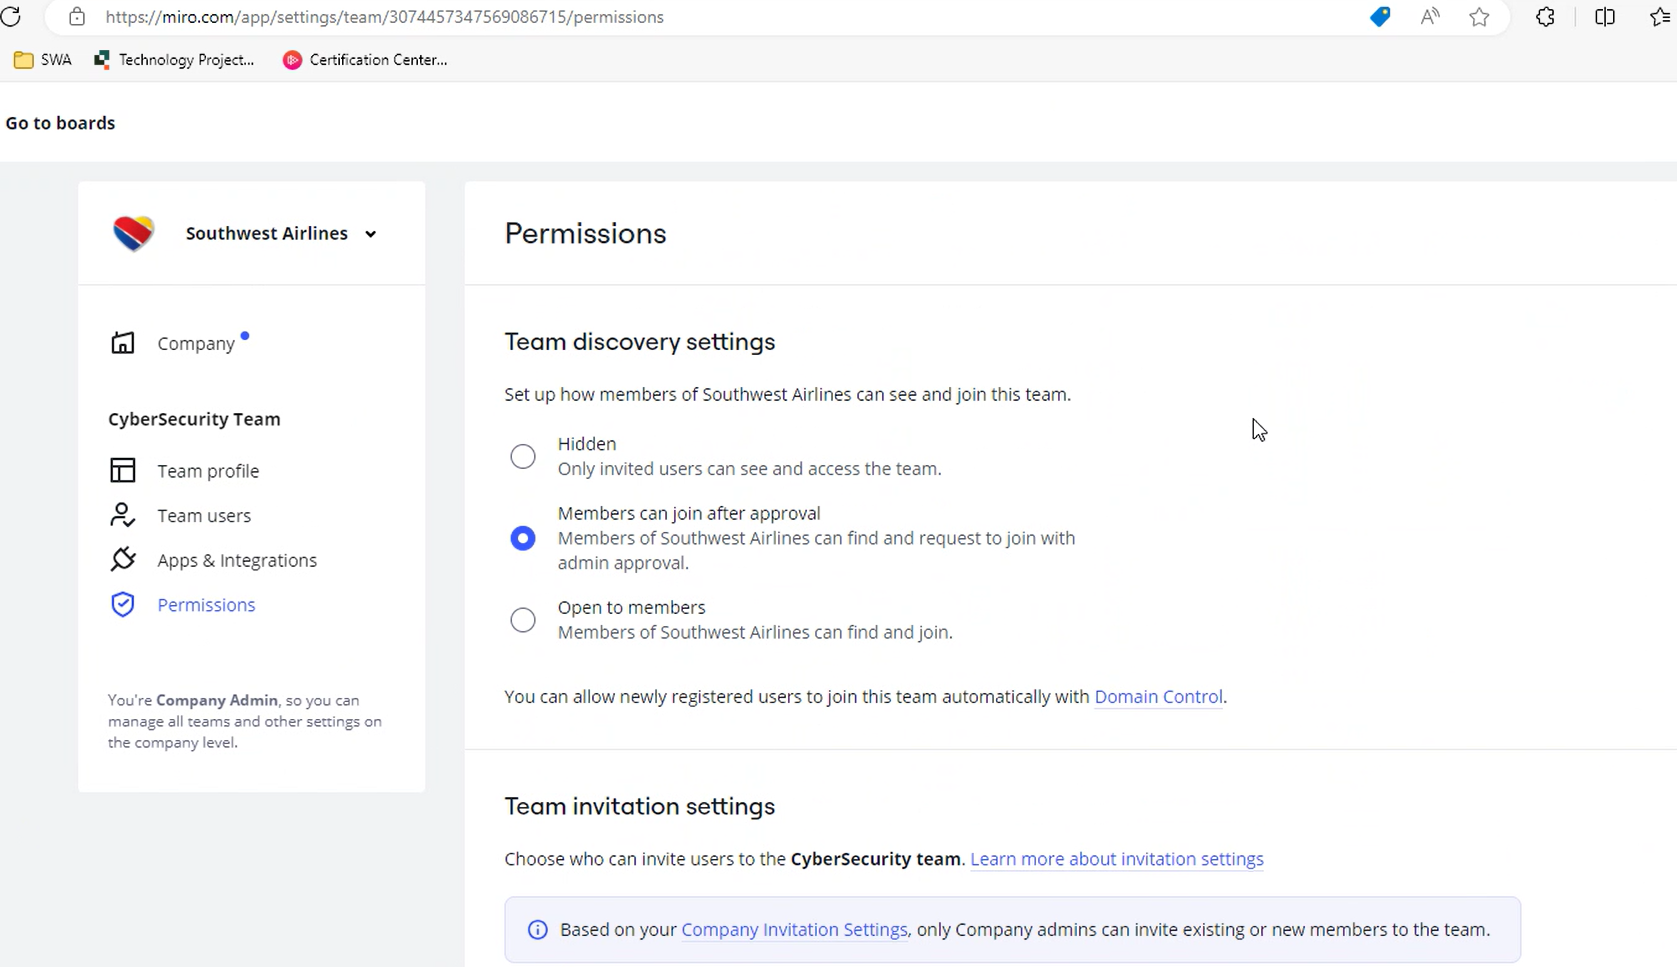 https://miro.com/app/settings/team/3074457347569086715/permissions
SWA
Technology Project...
Certification Center...
Go to boards
Southwest Airlines
Company
CyberSecurity Team
Team profile
Team users
Apps & Integrations
Permissions
You're Company Admin, so you can
manage all teams and other settings on
the company level.
Permissions
Team discovery settings
Set up how members of Southwest Airlines can see and join this team.
Hidden
Only invited users can see and access the team.
Members can join after approval
Members of Southwest Airlines can find and request to join with
admin approval.
Open to members
Members of Southwest Airlines can find and join.
You can allow newly registered users to join this team automatically with Domain Control.
Team invitation settings
Choose who can invite users to the CyberSecurity team. Learn more about invitation settings
Based on your Company Invitation Settings, only Company admins can invite existing or new members to the team.